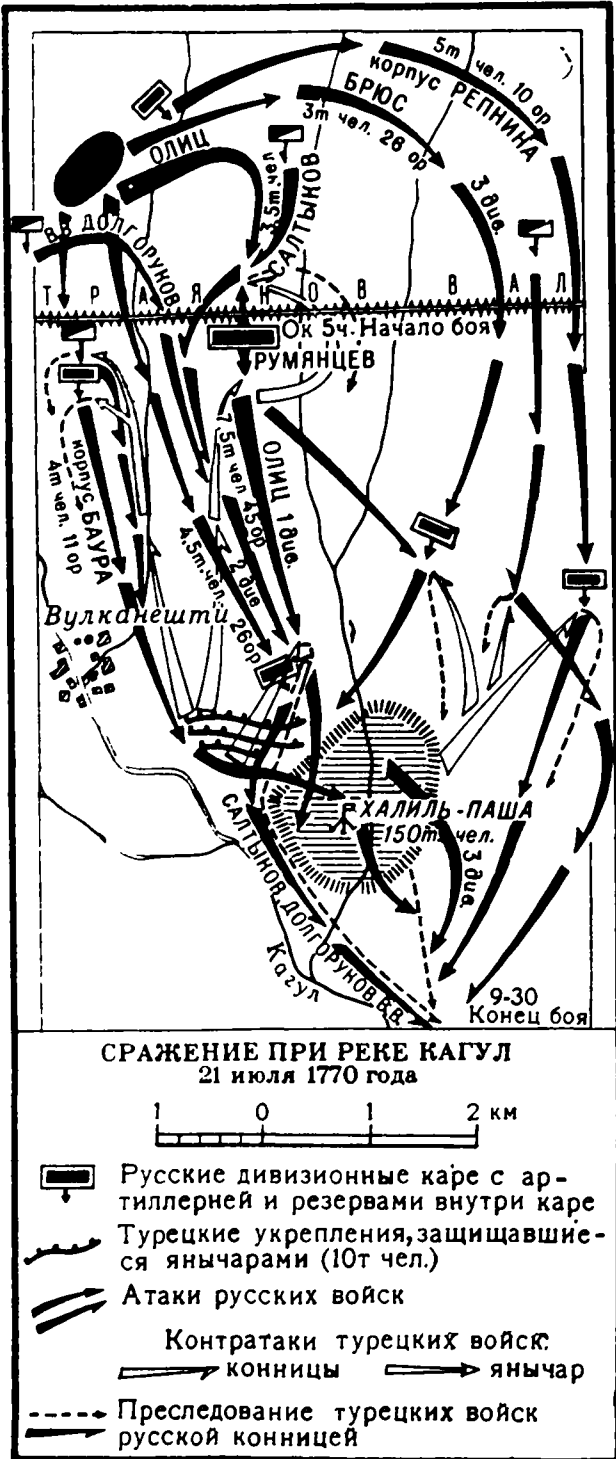 5т чел. 10 ор
корпус РЕПНИНА
БРЮС
3т чел. 26 ор
ОЛИЦ
3,5т. чел
САЛТЫКОВ
3 див.
В.В ДОЛГОРУКОВ
ТРАЯНОВ ВАЛ
Ок 5ч. Начало боя
РУМЯНЦЕВ
7,5т чел 45 ор
ОЛИЦ 1 див.
корпус БАУРА
4т чел. 11 ор
2 див
4,5т. чел. 26 ор
Вулканешти
ХАЛИЛЬ-ПАША
150т. чел.
3 див.
САЛТЫКОВ, ДОЛГОРУКОВ В.В.
Кагул
9-30
Конец боя
СРАЖЕНИЕ ПРИ РЕКЕ КАГУЛ
21 июля 1770 года
1 0 1 2 км
Русские дивизионные каре с ар-
тиллерией и резервами внутри каре
Турецкие укрепления, защищавшие-
ся янычарами (10т чел.)
Атаки русских войск
Контратаки турецких войск:
конницы янычар
Преследование турецких войск
русской конницей